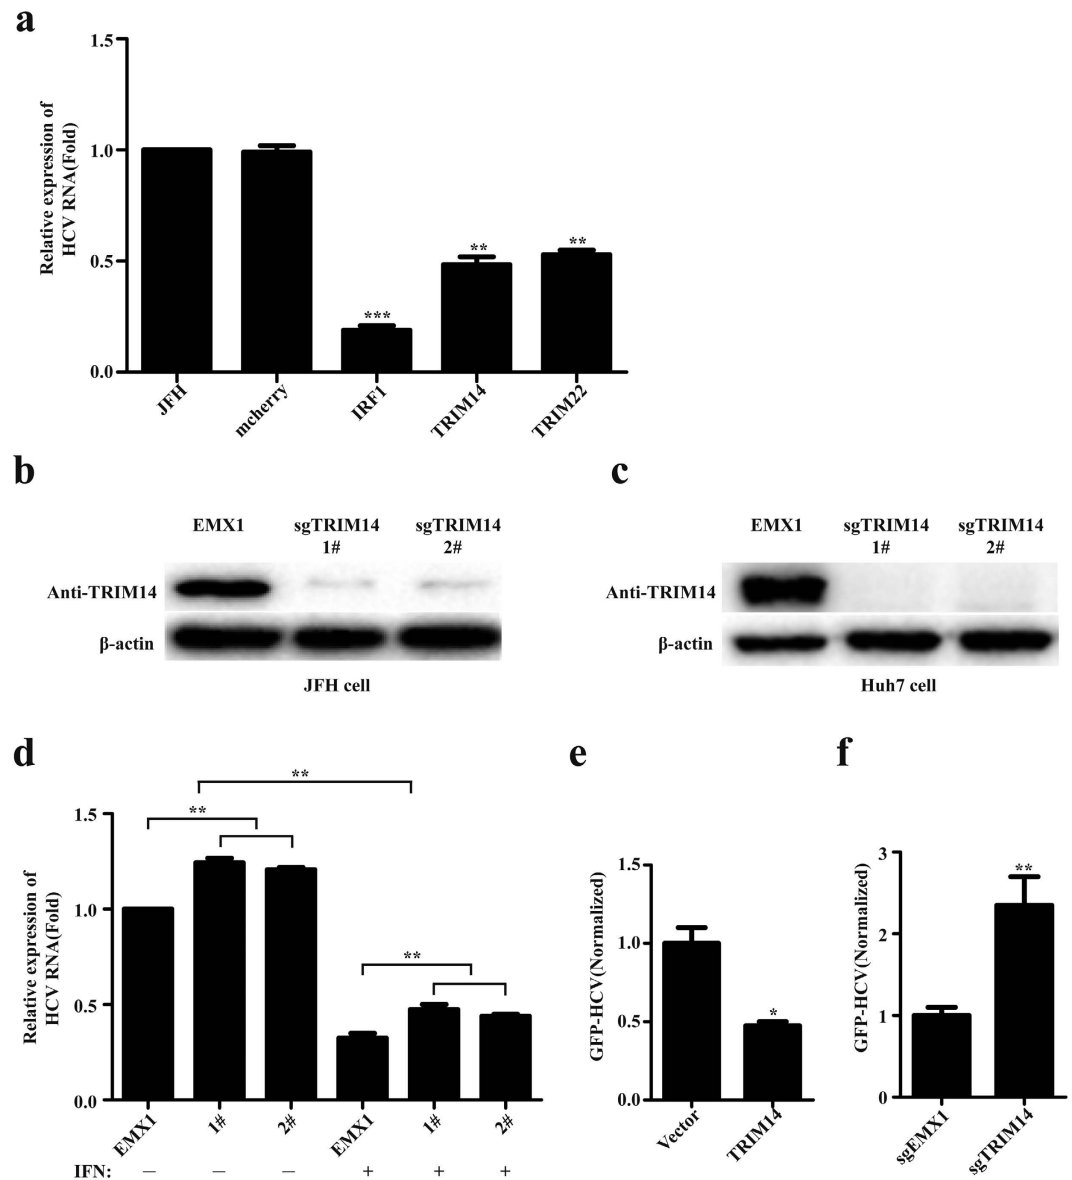 a
Relative expression of
HCV RNA(Fold)
1.5
1.0
0.5
0.0
***
**
**
JFH
mcherry
IRF1
TRIM14
TRIM22
b
EMX1
sgTRIM14
1#
sgTRIM14
2#
Anti-TRIM14
β-actin
JFH cell
c
EMX1
sgTRIM14
1#
sgTRIM14
2#
Anti-TRIM14
β-actin
Huh7 cell
d
Relative expression of
HCV RNA(Fold)
1.5
1.0
0.5
0.0
**
**
**
EMX1
1#
2#
EMX1
1#
2#
IFN: – – – + + +
e
GFP-HCV(Normalized)
1.5
1.0
0.5
0.0
*
Vector
TRIM14
f
GFP-HCV(Normalized)
3
2
1
0
**
sgEMX1
sgTRIM14